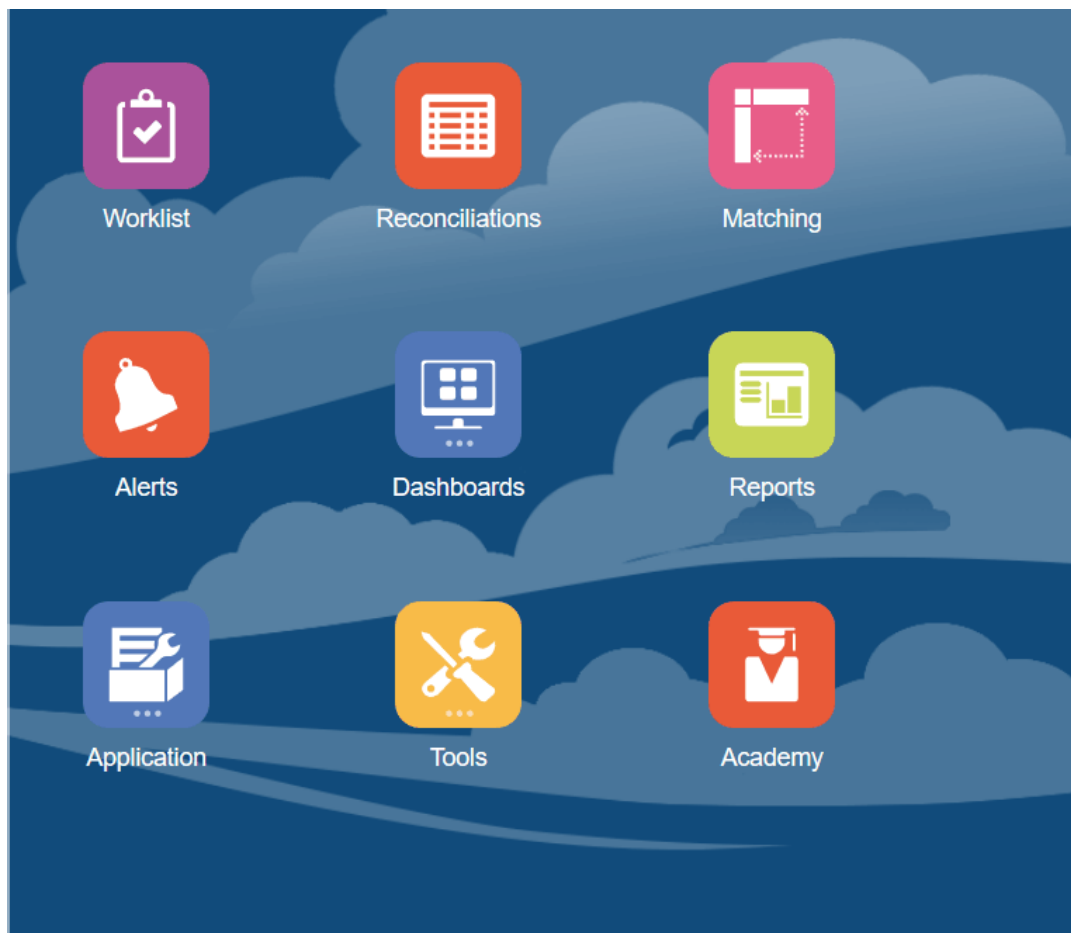 Worklist
Reconciliations
Matching
Alerts
Dashboards
Reports
Application
Tools
Academy